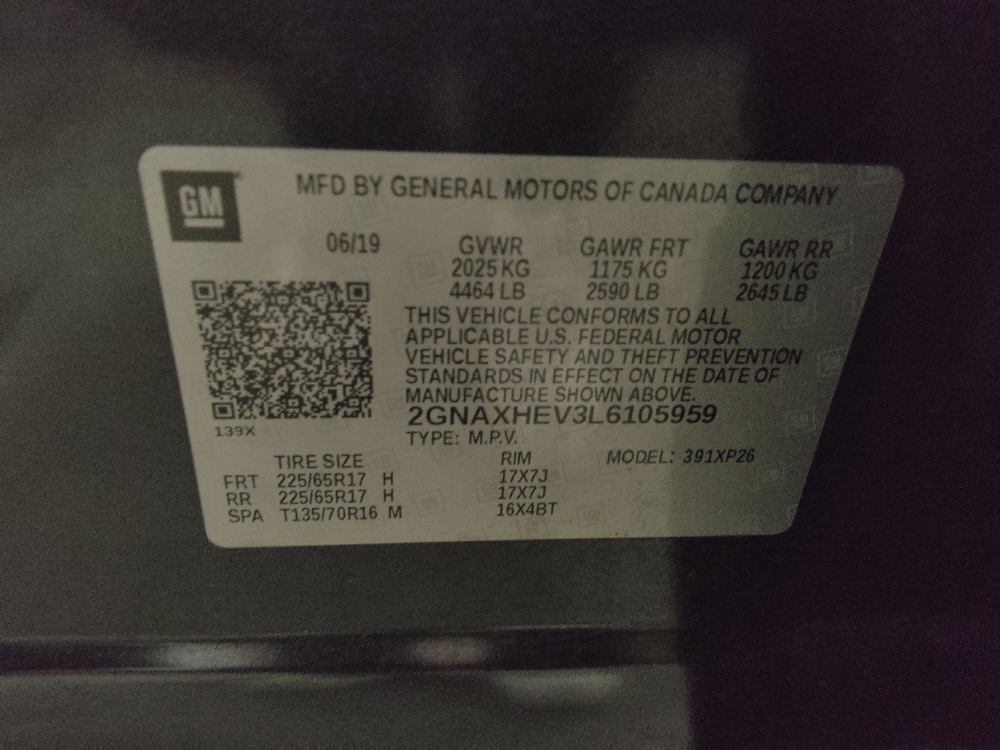 GM
MFD BY GENERAL MOTORS OF CANADA COMPANY
06/19 GVWR GAWR FRT GAWR RR
2025 KG 1175 KG 1200 KG
4464 LB 2590 LB 2645 LB
THIS VEHICLE CONFORMS TO ALL
APPLICABLE U.S. FEDERAL MOTOR
VEHICLE SAFETY AND THEFT PREVENTION
STANDARDS IN EFFECT ON THE DATE OF
MANUFACTURE SHOWN ABOVE.
2GNAXHEV3L6105959
139X
TYPE: M.P.V.
TIRE SIZE RIM MODEL: 391XP26
FRT 225/65R17 H 17X7J
RR 225/65R17 H 17X7J
SPA T135/70R16 M 16X4BT